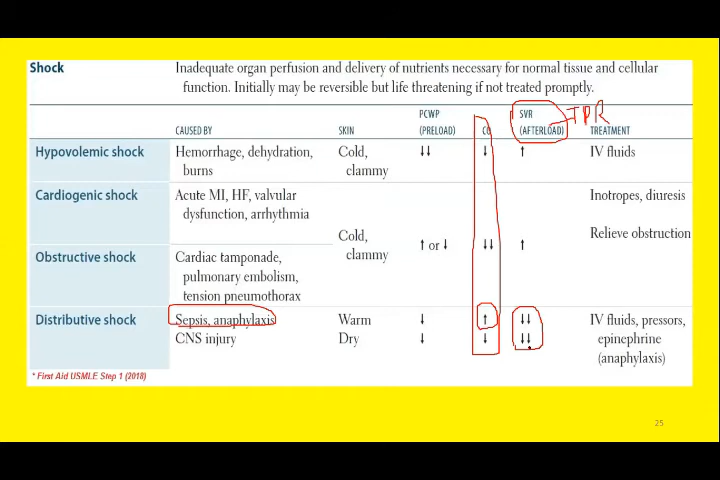 Shock Inadequate organ perfusion and delivery of nutrients necessary for normal tissue and cellular
function. Initially may be reversible but life threatening if not treated promptly.
PCWP SVR TPR
CAUSED BY SKIN (PRELOAD) CO (AFTERLOAD) TREATMENT
Hypovolemic shock Hemorrhage, dehydration, Cold, ↓↓ ↓ ↑ IV fluids
burns clammy
Cardiogenic shock Acute MI, HF, valvular Inotropes, diuresis
dysfunction, arrhythmia
Cold, Relieve obstruction
clammy ↑ or ↓ ↓↓ ↑
Obstructive shock Cardiac tamponade,
pulmonary embolism,
tension pneumothorax
Distributive shock Sepsis, anaphylaxis Warm ↓ ↑ ↓↓ IV fluids, pressors,
CNS injury Dry ↓ ↓ ↓↓ epinephrine
(anaphylaxis)
* First Aid USMLE Step 1 (2018)
25